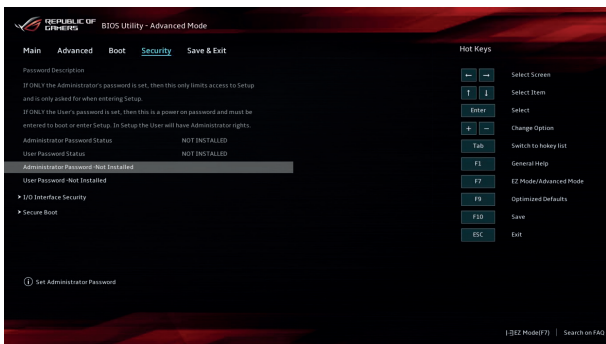 REPUBLIC OF
GAMERS
BIOS Utility - Advanced Mode
Main Advanced Boot Security Save & Exit
Hot Keys
Password Description
If ONLY the Administrator's password is set, then this only limits access to Setup
and is only asked for when entering Setup.
If ONLY the User's password is set, then this is a power on password and must be
entered to boot or enter Setup. In Setup the User will have Administrator rights.
Administrator Password Status NOT INSTALLED
User Password Status NOT INSTALLED
Administrator Password -Not Installed
User Password -Not Installed
I/O Interface Security
Secure Boot
← → Select Screen
↑ ↓ Select Item
Enter Select
+ − Change Option
Tab Switch to hokey list
F1 General Help
F7 EZ Mode/Advanced Mode
F9 Optimized Defaults
F10 Save
ESC Exit
Set Administrator Password
EZ Mode(F7) | Search on FAQ